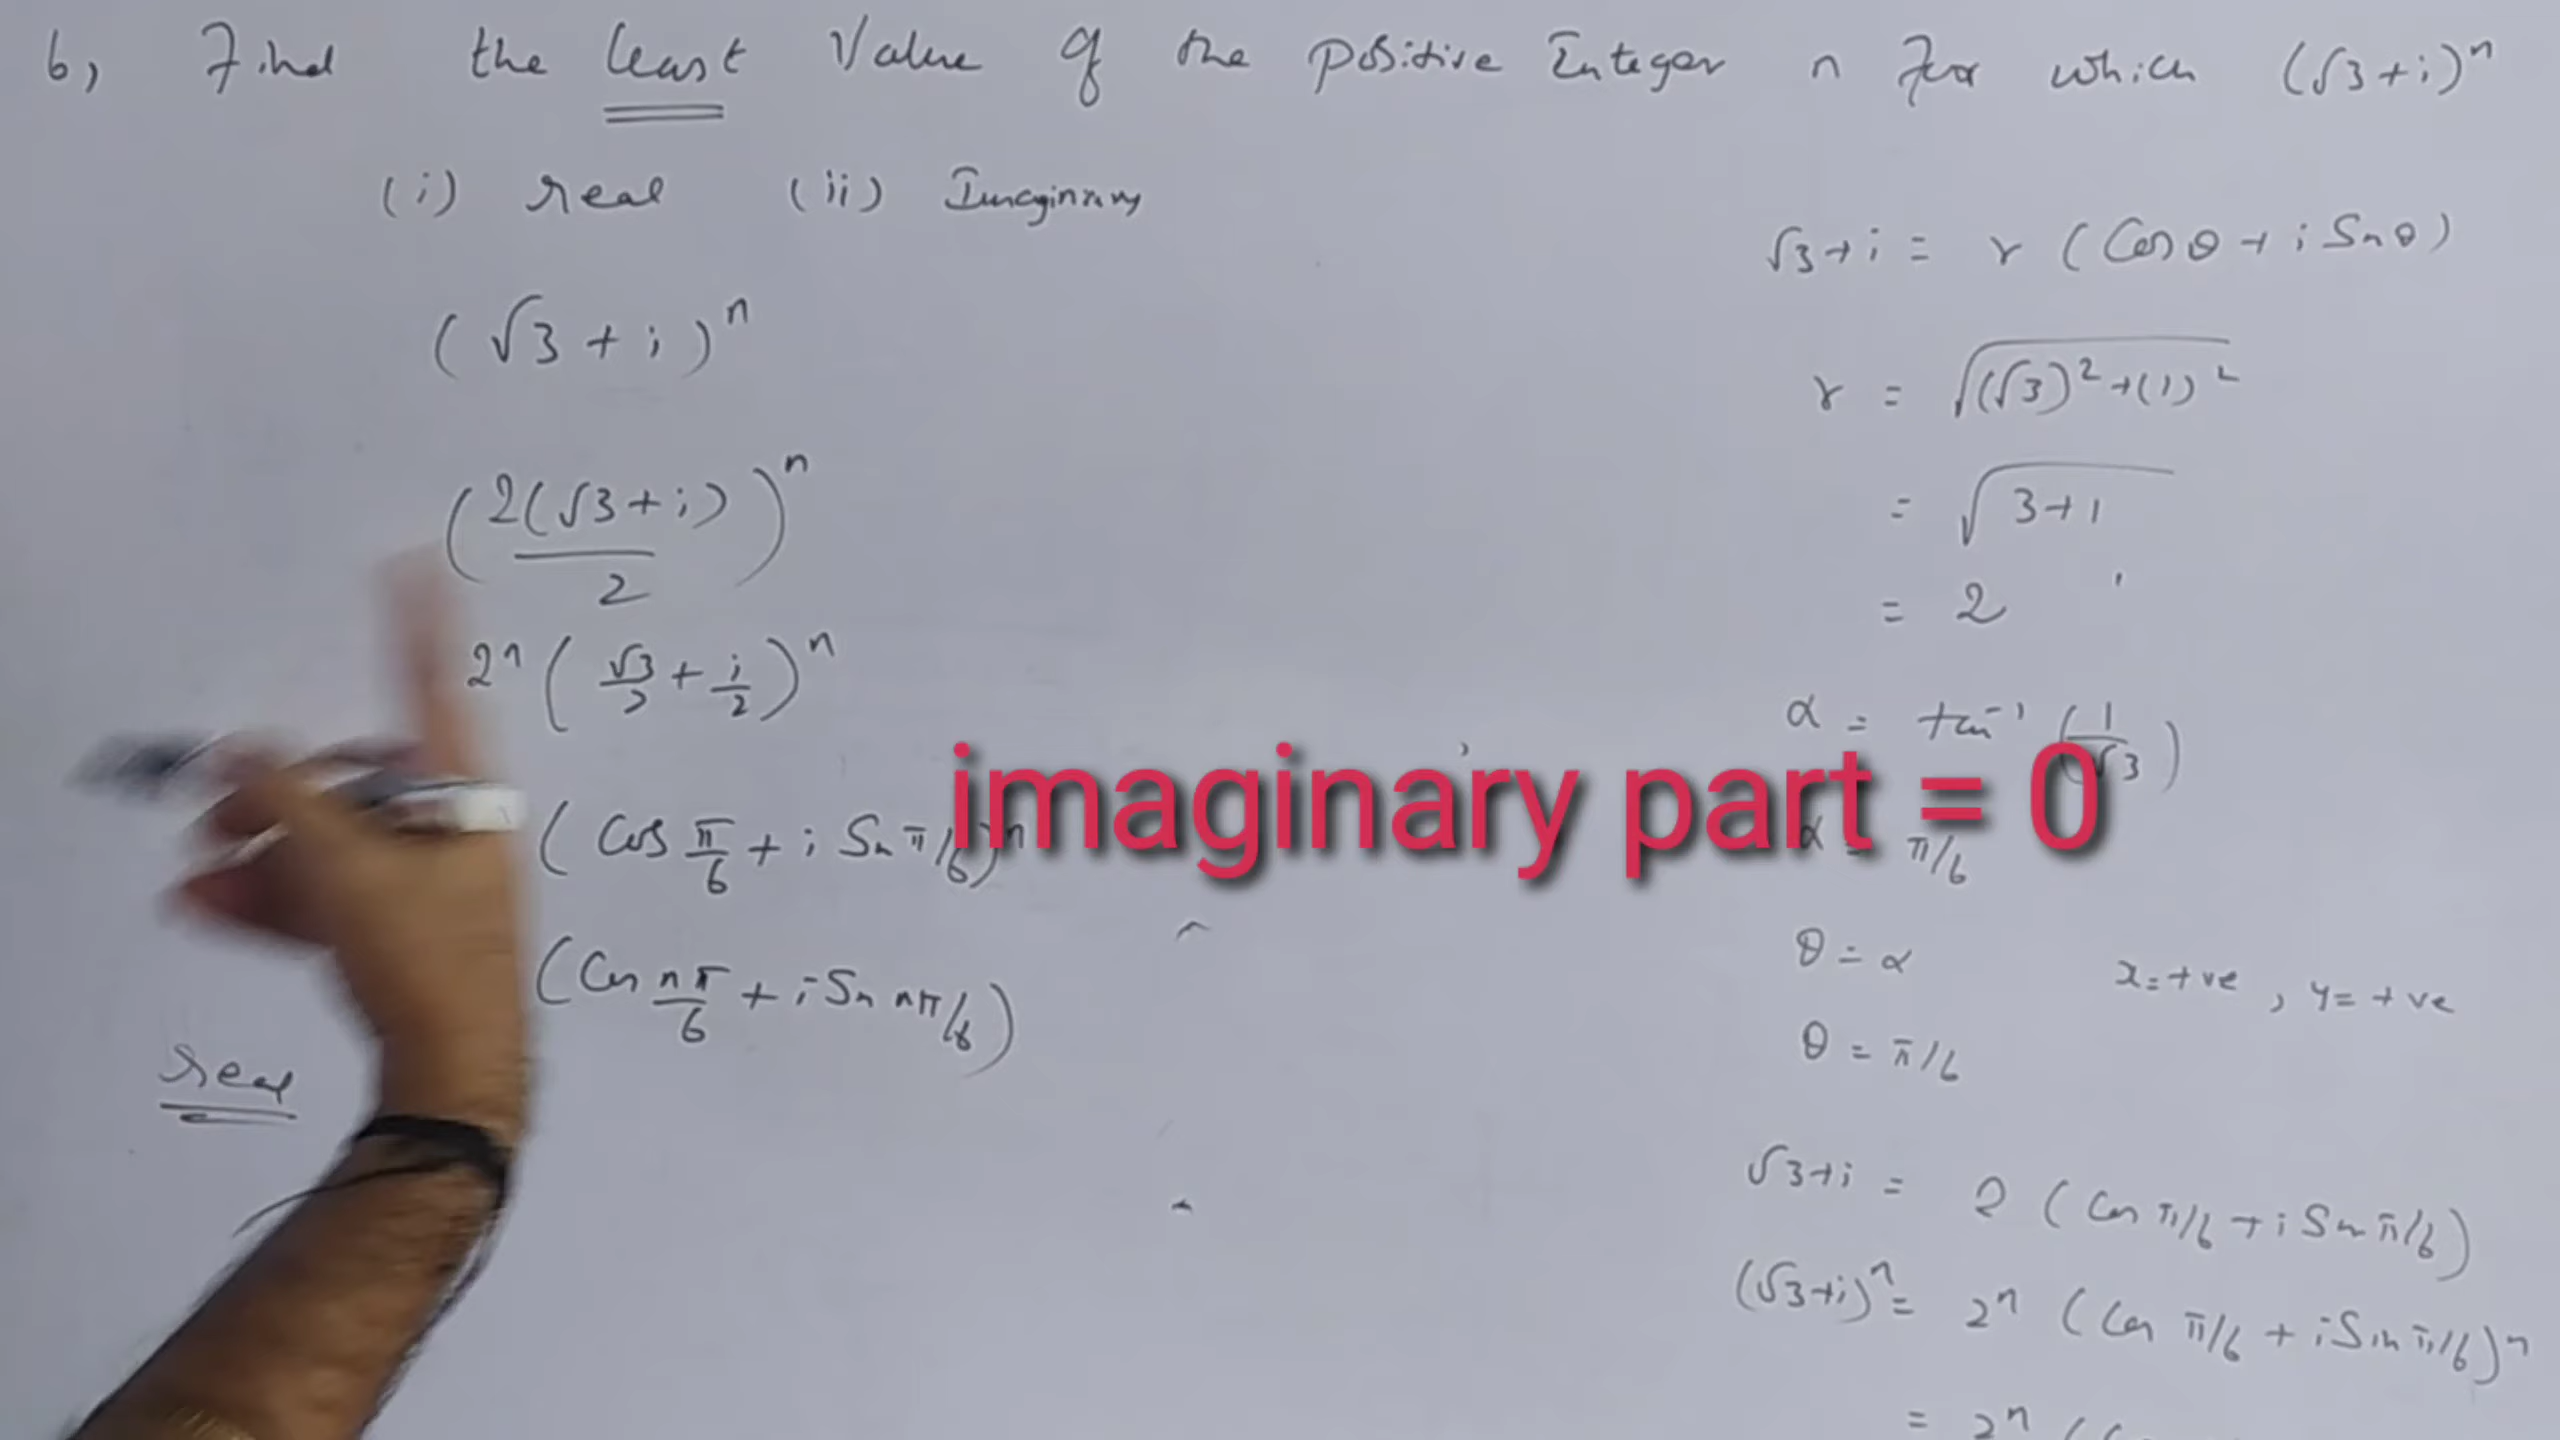 6, Find the least Value of the positive Integer n for which (√3+i)ⁿ
(i) real (ii) Imaginary
(√3 + i)ⁿ
(2(√3+i)/2)ⁿ
2ⁿ (√3/2 + i/2)ⁿ
(Cos π/6 + i Sin π/6)ⁿ
(Cos nπ/6 + i Sin nπ/6)
real
√3+i = r (Cos θ + i Sin θ)
r = √((√3)²+(1)²)
= √(3+1)
= 2
α = tan⁻¹ (1/√3)
α = π/6
θ = α x=+ve, y=+ve
θ = π/6
√3+i = 2 (Cos π/6 + i Sin π/6)
(√3+i)ⁿ = 2ⁿ (Cos π/6 + i Sin π/6)ⁿ
= 2ⁿ (
imaginary part = 0